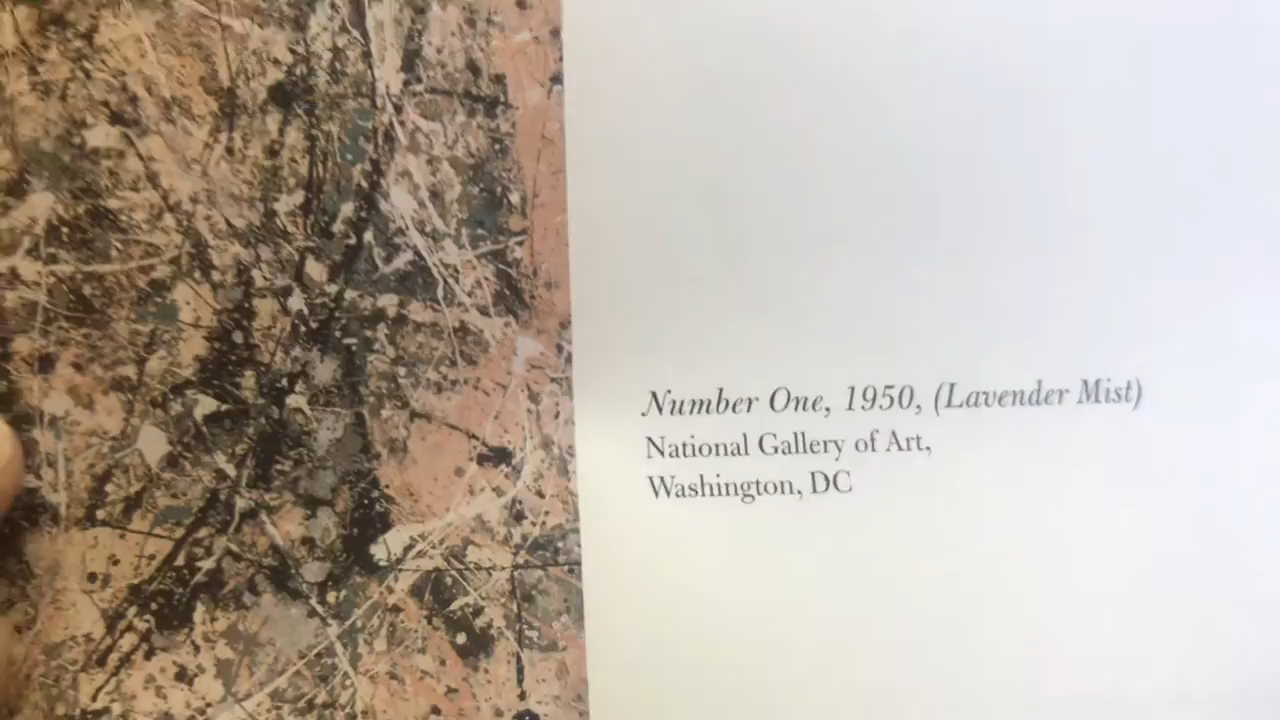 Number One, 1950, (Lavender Mist)
National Gallery of Art,
Washington, DC